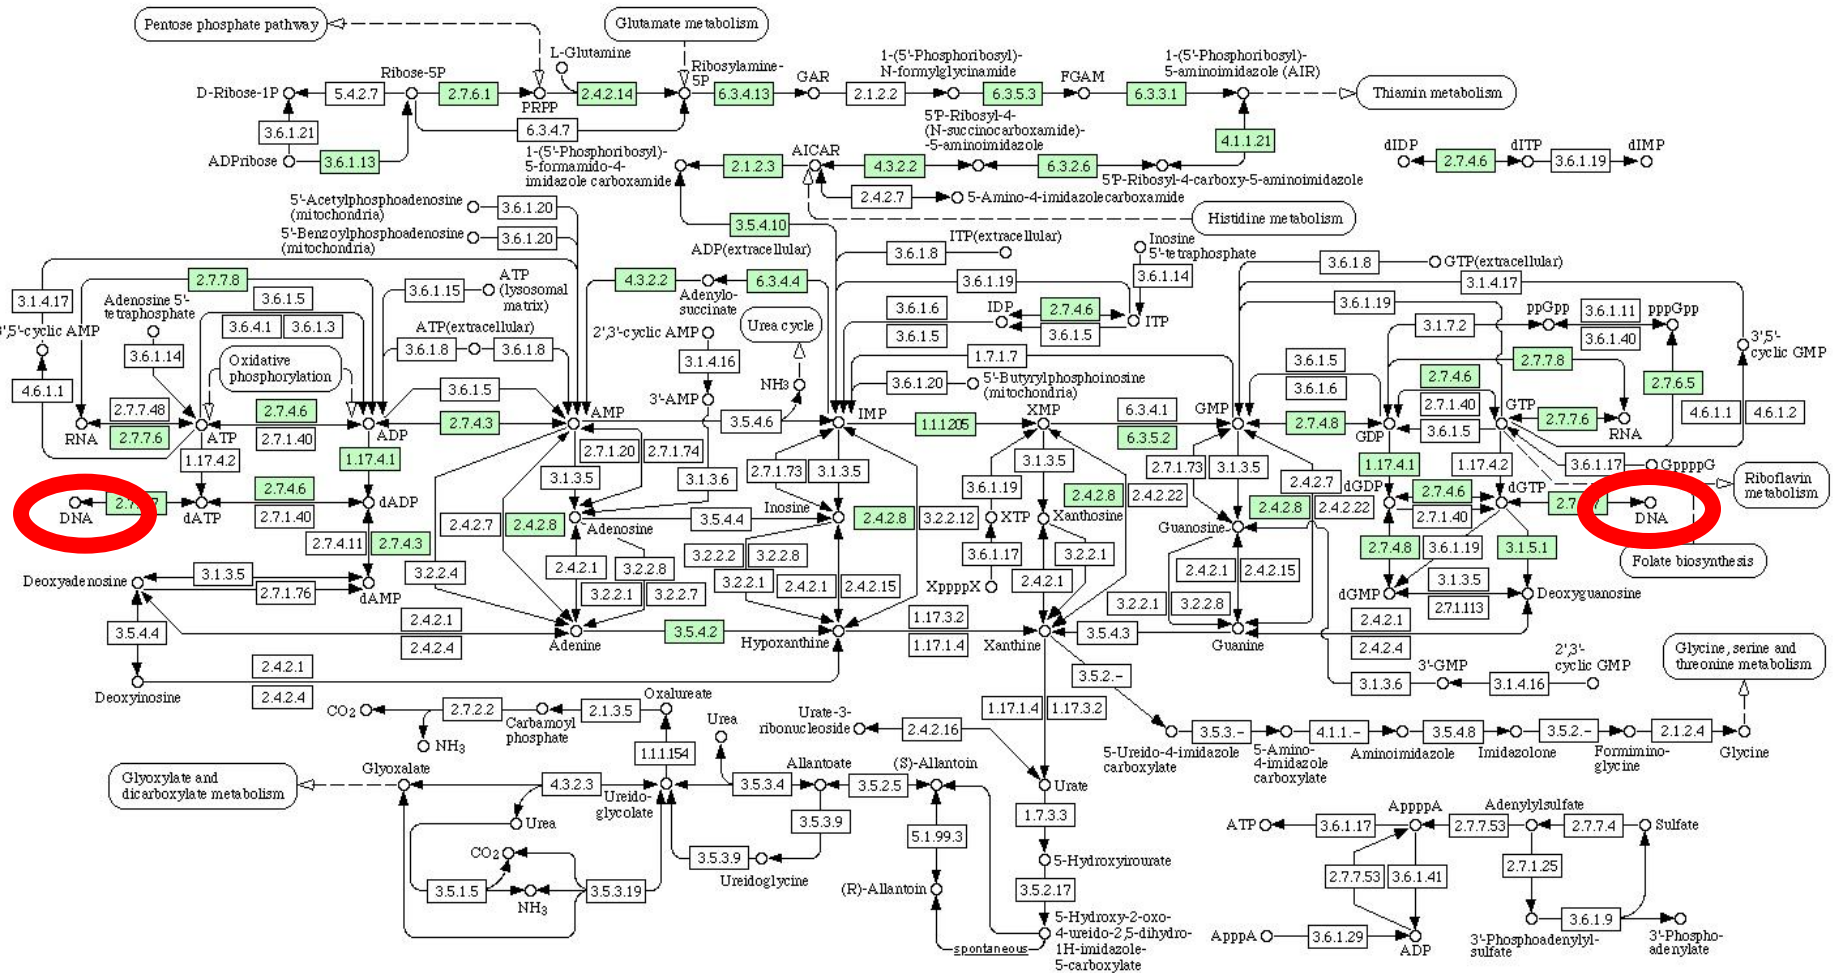 Pentose phosphate pathway
Glutamate metabolism
L-Glutamine
Ribose-5P
Ribosylamine-
5P
GAR
1-(5'-Phosphoribosyl)-
N-formylglycinamide
FGAM
1-(5'-Phosphoribosyl)-
5-aminoimidazole (AIR)
D-Ribose-1P
5.4.2.7
2.7.6.1
PRPP
2.4.2.14
6.3.4.13
2.1.2.2
6.3.5.3
6.3.3.1
Thiamin metabolism
3.6.1.21
6.3.4.7
ADPribose
3.6.1.13
5'P-Ribosyl-4-
(N-succinocarboxamide)-
-5-aminoimidazole
4.1.1.21
1-(5'-Phosphoribosyl)-
5-formamido-4-
imidazole carboxamide
2.1.2.3
AICAR
4.3.2.2
6.3.2.6
5'P-Ribosyl-4-carboxy-5-aminoimidazole
dIDP
2.7.4.6
dITP
3.6.1.19
dIMP
2.4.2.7
5-Amino-4-imidazolecarboxamide
Histidine metabolism
5'-Acetylphosphoadenosine
(mitochondria)
3.6.1.20
5'-Benzoylphosphoadenosine
(mitochondria)
3.6.1.20
3.5.4.10
ADP(extracellular)
ITP(extracellular)
3.6.1.8
Inosine
5'-tetraphosphate
3.6.1.14
3.6.1.8
GTP(extracellular)
3.1.4.17
2.7.7.8
3.6.1.5
3.6.1.15
ATP
(lysosomal
matrix)
4.3.2.2
Adenylo-
succinate
6.3.4.4
3.6.1.19
3.6.1.19
3.1.4.17
Adenosine 5'-
tetraphosphate
3.6.4.1
3.6.1.3
ATP(extracellular)
2',3'-cyclic AMP
Urea cycle
3.6.1.6
IDP
2.7.4.6
ITP
3.6.1.5
3.6.1.5
3.1.7.2
ppGpp
3.6.1.11
pppGpp
3.6.1.40
3',5'-
cyclic GMP
3',5'-cyclic AMP
3.6.1.14
Oxidative
phosphorylation
3.6.1.8
3.6.1.8
3.1.4.16
NH3
1.7.1.7
3.6.1.5
3.6.1.6
2.7.7.8
2.7.4.6
2.7.6.5
4.6.1.1
3.6.1.5
3'-AMP
3.6.1.20
5'-Butyrylphosphoinosine
(mitochondria)
2.7.7.48
2.7.4.6
2.7.4.3
AMP
3.5.4.6
IMP
1.1.1.205
XMP
6.3.4.1
GMP
2.7.4.8
GDP
2.7.1.40
3.6.1.5
GTP
2.7.7.6
RNA
4.6.1.1
4.6.1.2
RNA
2.7.7.6
ATP
2.7.1.40
ADP
6.3.5.2
1.17.4.2
1.17.4.1
2.7.1.20
2.7.1.74
3.1.3.5
3.1.3.6
2.7.1.73
3.1.3.5
3.1.3.5
3.6.1.19
2.4.2.8
2.4.2.22
2.7.1.73
3.1.3.5
2.4.2.7
2.4.2.8
2.4.2.22
1.17.4.1
1.17.4.2
3.6.1.17
GppppG
Riboflavin
metabolism
DNA
dATP
2.7.4.6
2.7.1.40
dADP
dGDP
2.7.4.6
2.7.1.40
dGTP
DNA
2.4.2.7
2.4.2.8
Adenosine
3.5.4.4
Inosine
2.4.2.8
3.2.2.12
XTP
Xanthosine
Guanosine
2.7.4.11
2.7.4.3
3.2.2.4
2.4.2.1
3.2.2.8
3.2.2.1
3.2.2.7
3.2.2.2
3.2.2.8
3.2.2.1
2.4.2.1
2.4.2.15
3.6.1.17
XppppX
3.2.2.1
2.4.2.1
2.4.2.1
2.4.2.15
3.2.2.1
3.2.2.8
2.7.4.8
3.6.1.19
3.1.5.1
Folate biosynthesis
Deoxyadenosine
3.1.3.5
2.7.1.76
dAMP
dGMP
3.1.3.5
2.7.1.113
Deoxyguanosine
3.5.4.4
2.4.2.1
2.4.2.4
Adenine
3.5.4.2
Hypoxanthine
1.17.3.2
1.17.1.4
Xanthine
3.5.4.3
Guanine
2.4.2.1
2.4.2.4
Deoxyinosine
2.4.2.1
2.4.2.4
3.5.2.-
3'-GMP
2',3'-
cyclic GMP
3.1.3.6
3.1.4.16
Glycine, serine and
threonine metabolism
CO2
2.7.2.2
Carbamoyl
phosphate
2.1.3.5
Oxalureate
NH3
1.1.1.154
Urea
Urate-3-
ribonucleoside
2.4.2.16
1.17.1.4
1.17.3.2
5-Ureido-4-imidazole
carboxylate
3.5.3.-
5-Amino-
4-imidazole
carboxylate
4.1.1.-
Aminoimidazole
3.5.4.8
Imidazolone
3.5.2.-
Formimino-
glycine
2.1.2.4
Glycine
Glyoxylate and
dicarboxylate metabolism
Glyoxalate
4.3.2.3
Ureido-
glycolate
3.5.3.4
Allantoate
3.5.2.5
(S)-Allantoin
Urate
Urea
3.5.3.9
5.1.99.3
1.7.3.3
CO2
3.5.3.9
Ureidoglycine
5-Hydroxyirourate
3.5.1.5
NH3
3.5.3.19
(R)-Allantoin
3.5.2.17
spontaneous
5-Hydroxy-2-oxo-
4-ureido-2,5-dihydro-
1H-imidazole-
5-carboxylate
ATP
3.6.1.17
AppppA
2.7.7.53
Adenylylsulfate
2.7.7.4
Sulfate
2.7.7.53
3.6.1.41
2.7.1.25
ApppA
3.6.1.29
ADP
3'-Phosphoadenylyl-
sulfate
3.6.1.9
3'-Phospho-
adenylate